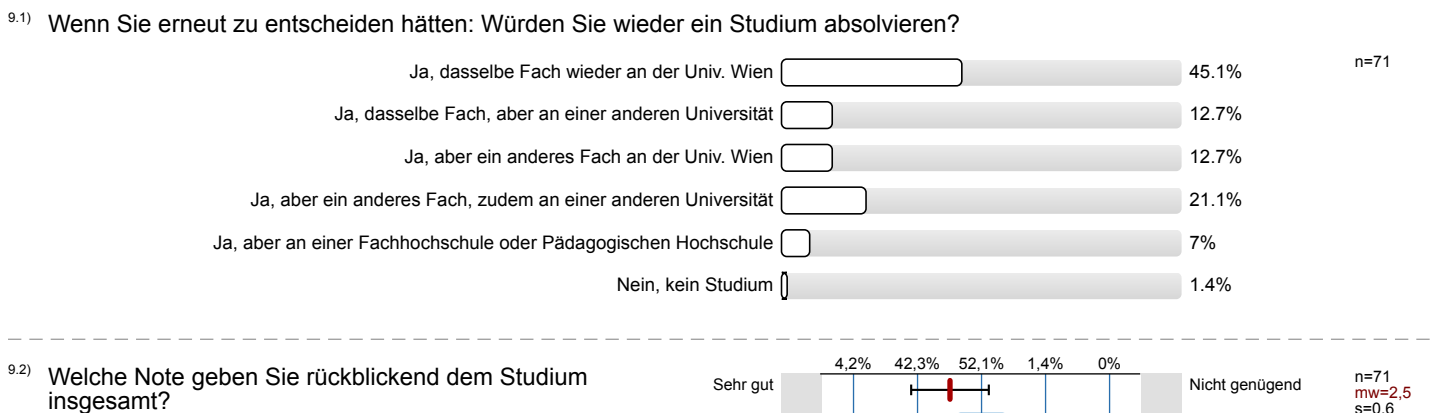 9.1) Wenn Sie erneut zu entscheiden hätten: Würden Sie wieder ein Studium absolvieren?
Ja, dasselbe Fach wieder an der Univ. Wien 45.1% n=71
Ja, dasselbe Fach, aber an einer anderen Universität 12.7%
Ja, aber ein anderes Fach an der Univ. Wien 12.7%
Ja, aber ein anderes Fach, zudem an einer anderen Universität 21.1%
Ja, aber an einer Fachhochschule oder Pädagogischen Hochschule 7%
Nein, kein Studium 1.4%
9.2) Welche Note geben Sie rückblickend dem Studium
insgesamt?
4,2% 42,3% 52,1% 1,4% 0%
Sehr gut Nicht genügend
n=71
mw=2,5
s=0,6